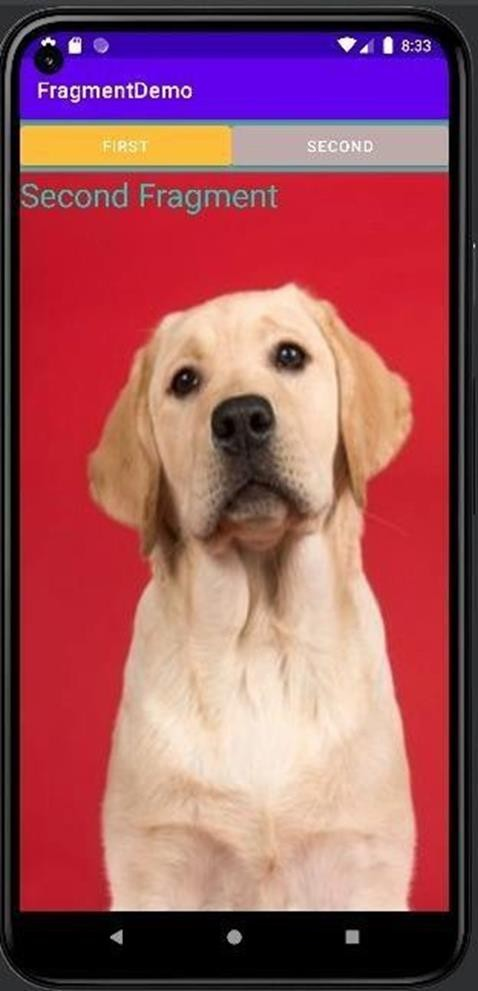 8:33
FragmentDemo
FIRST SECOND
Second Fragment